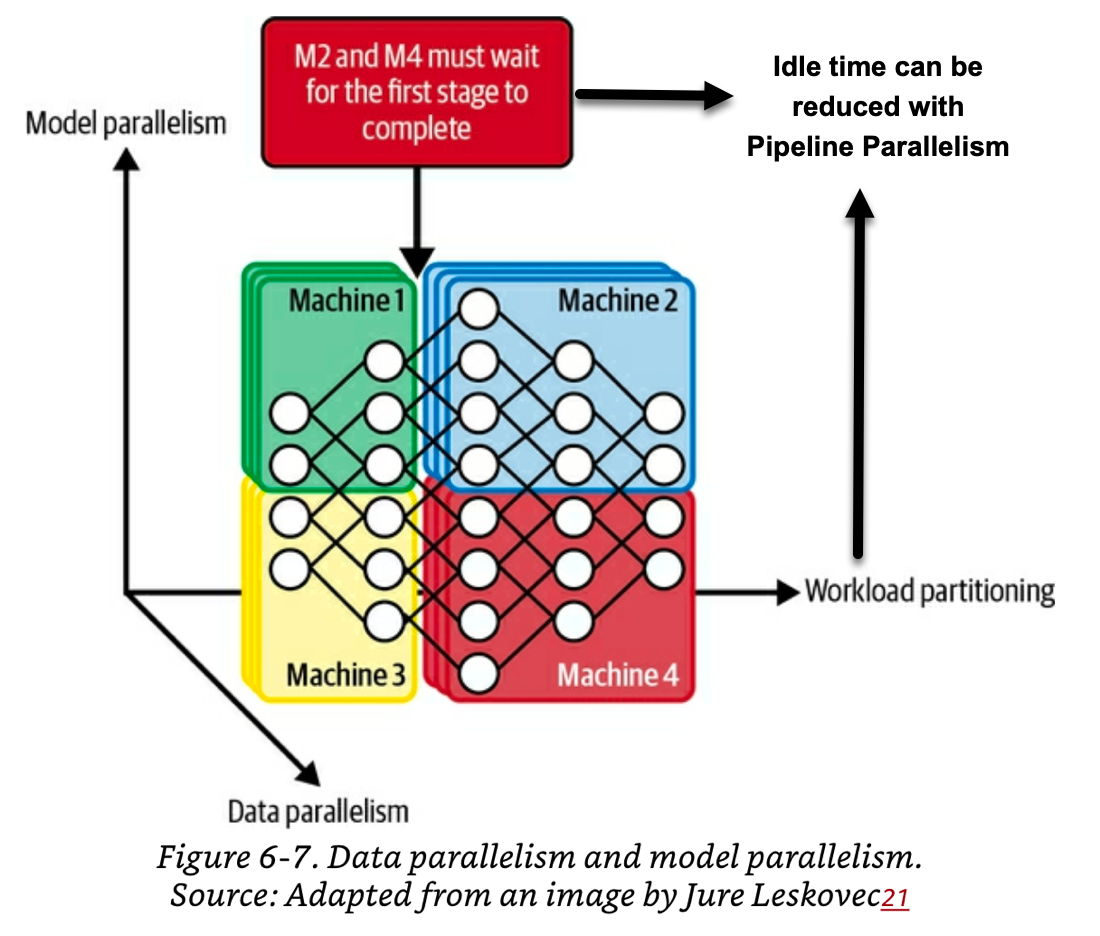 M2 and M4 must wait
for the first stage to
complete
Idle time can be
reduced with
Pipeline Parallelism
Model parallelism
Machine 1
Machine 2
Machine 3
Machine 4
Workload partitioning
Data parallelism
Figure 6-7. Data parallelism and model parallelism.
Source: Adapted from an image by Jure Leskovec21